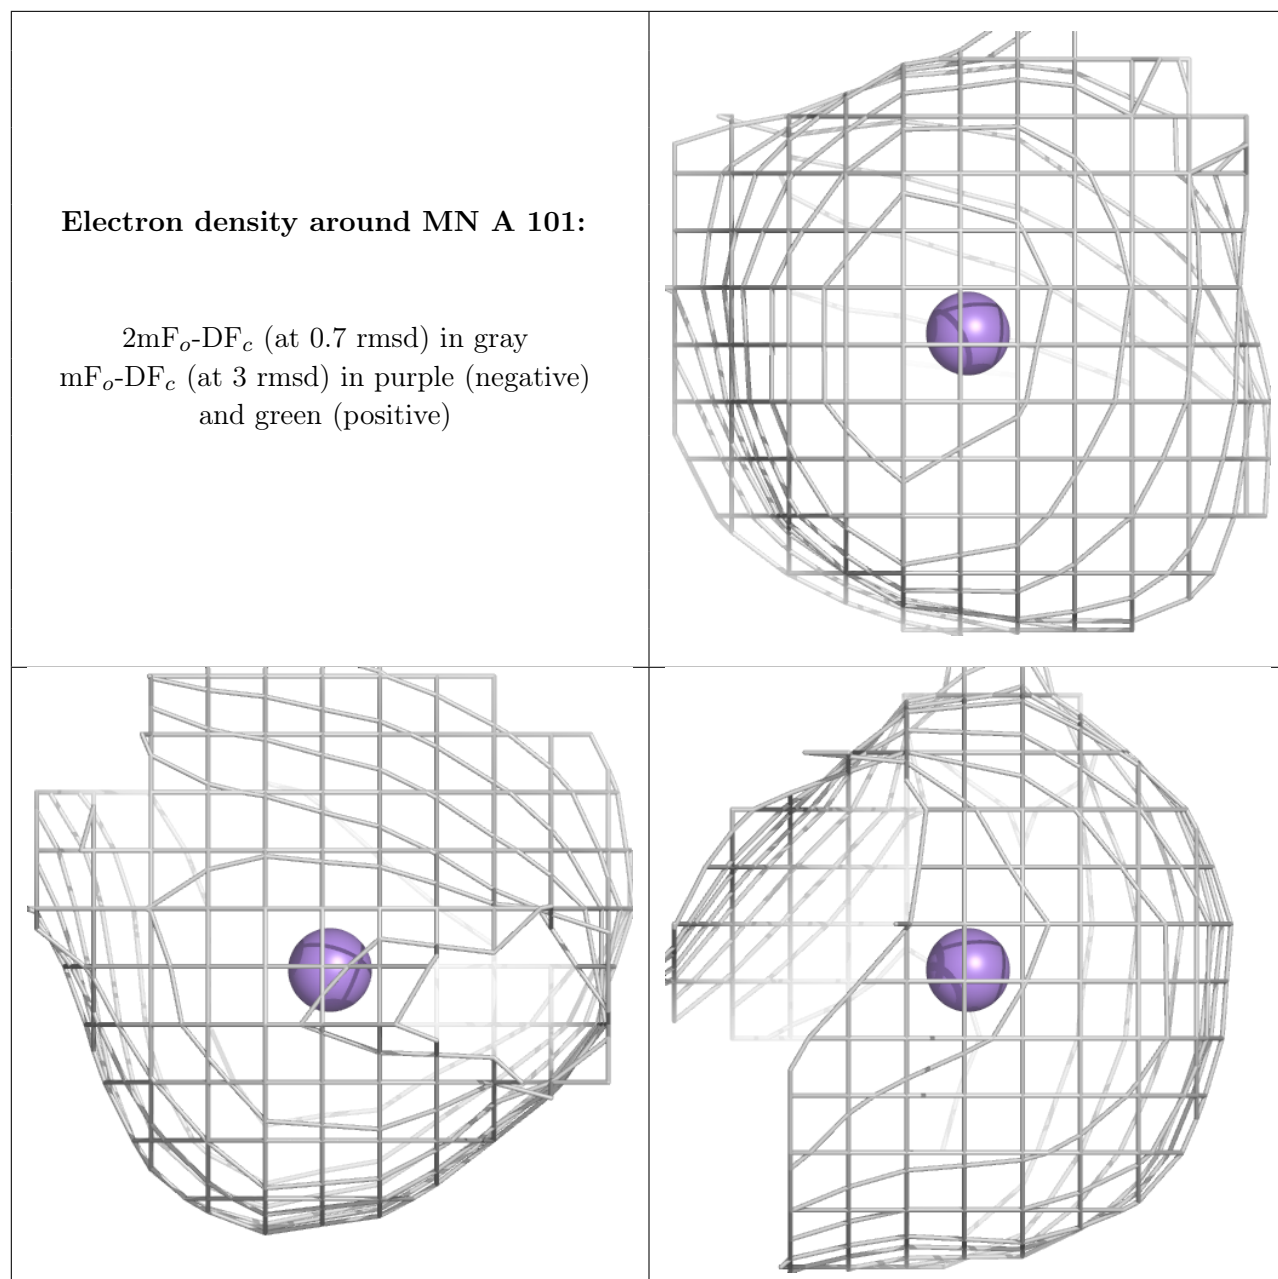 Electron density around MN A 101:
2mFo-DFc (at 0.7 rmsd) in gray
mFo-DFc (at 3 rmsd) in purple (negative)
and green (positive)